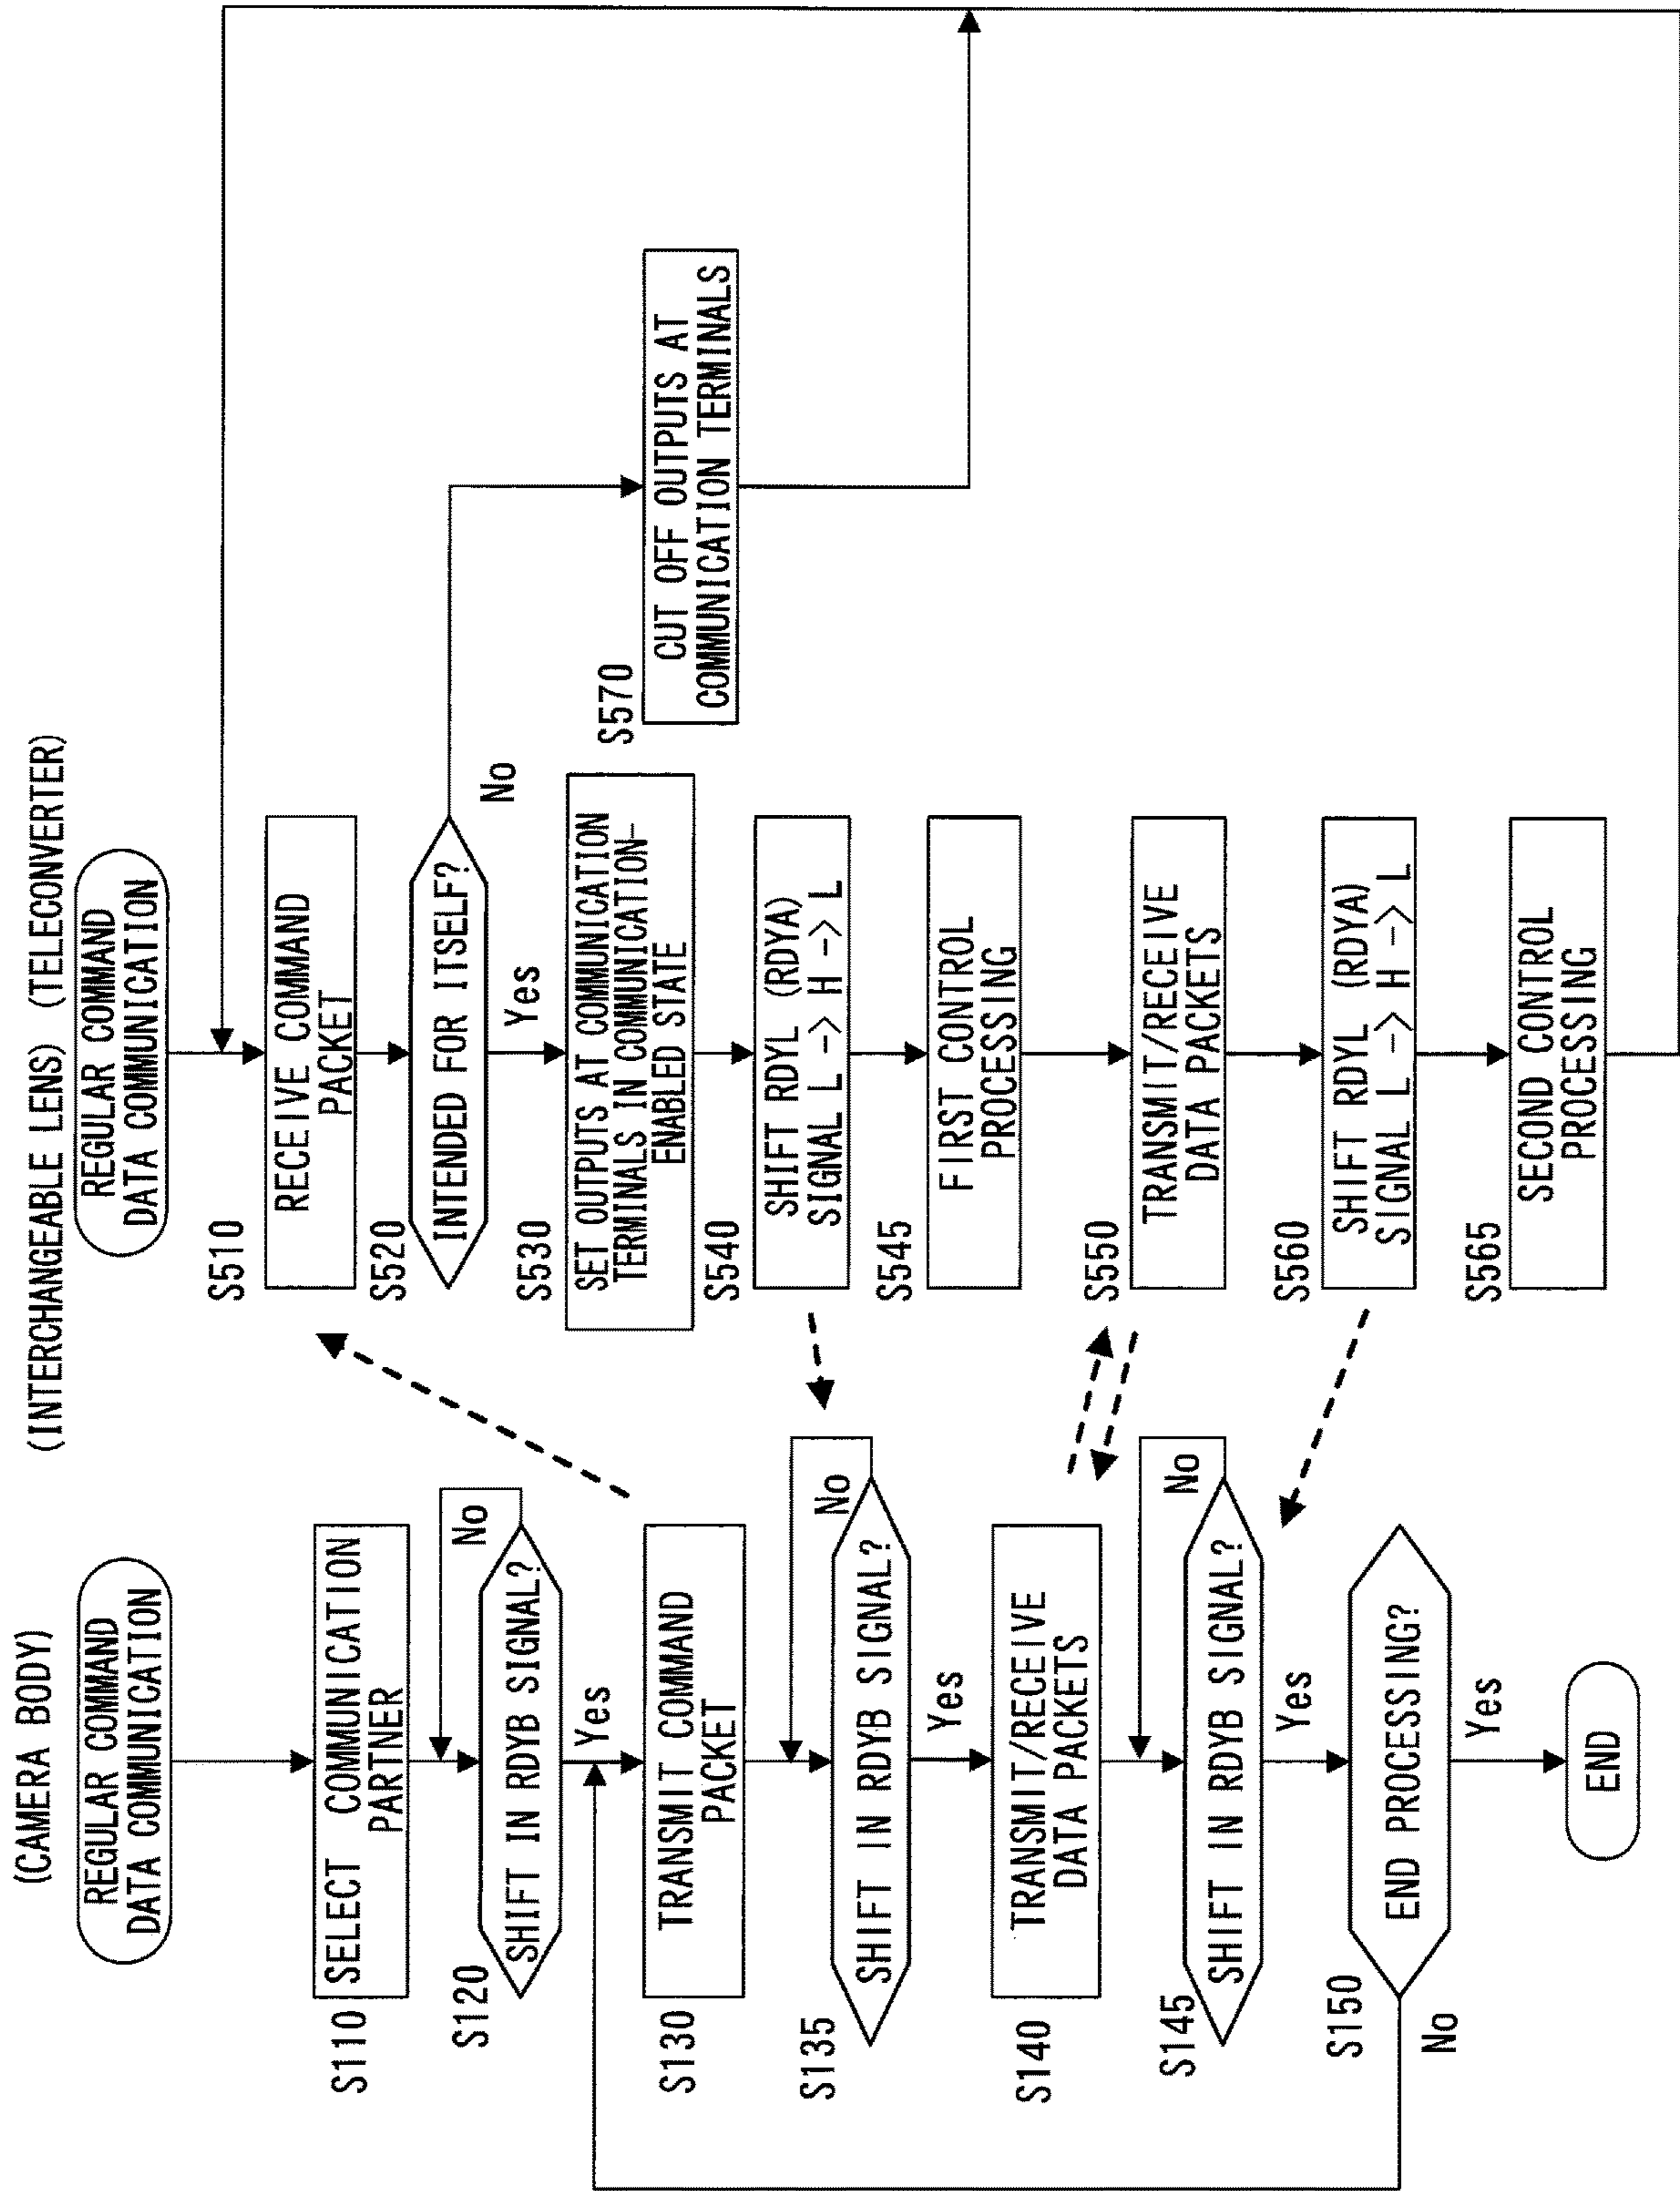 (CAMERA BODY)
REGULAR COMMAND
DATA COMMUNICATION
S110
SELECT COMMUNICATION
PARTNER
S120
SHIFT IN RDYB SIGNAL?
No
Yes
S130
TRANSMIT COMMAND
PACKET
S135
SHIFT IN RDYB SIGNAL?
No
Yes
S140
TRANSMIT/RECEIVE
DATA PACKETS
S145
SHIFT IN RDYB SIGNAL?
No
Yes
S150
END PROCESSING?
No
Yes
END
(INTERCHANGEABLE LENS) (TELECONVERTER)
REGULAR COMMAND
DATA COMMUNICATION
S510
RECEIVE COMMAND
PACKET
S520
INTENDED FOR ITSELF?
No
Yes
S530
SET OUTPUTS AT COMMUNICATION
TERMINALS IN COMMUNICATION-
ENABLED STATE
S540
SHIFT RDYL (RDYA)
SIGNAL L -> H -> L
S545
FIRST CONTROL
PROCESSING
S550
TRANSMIT/RECEIVE
DATA PACKETS
S560
SHIFT RDYL (RDYA)
SIGNAL L -> H -> L
S565
SECOND CONTROL
PROCESSING
S570
CUT OFF OUTPUTS AT
COMMUNICATION TERMINALS